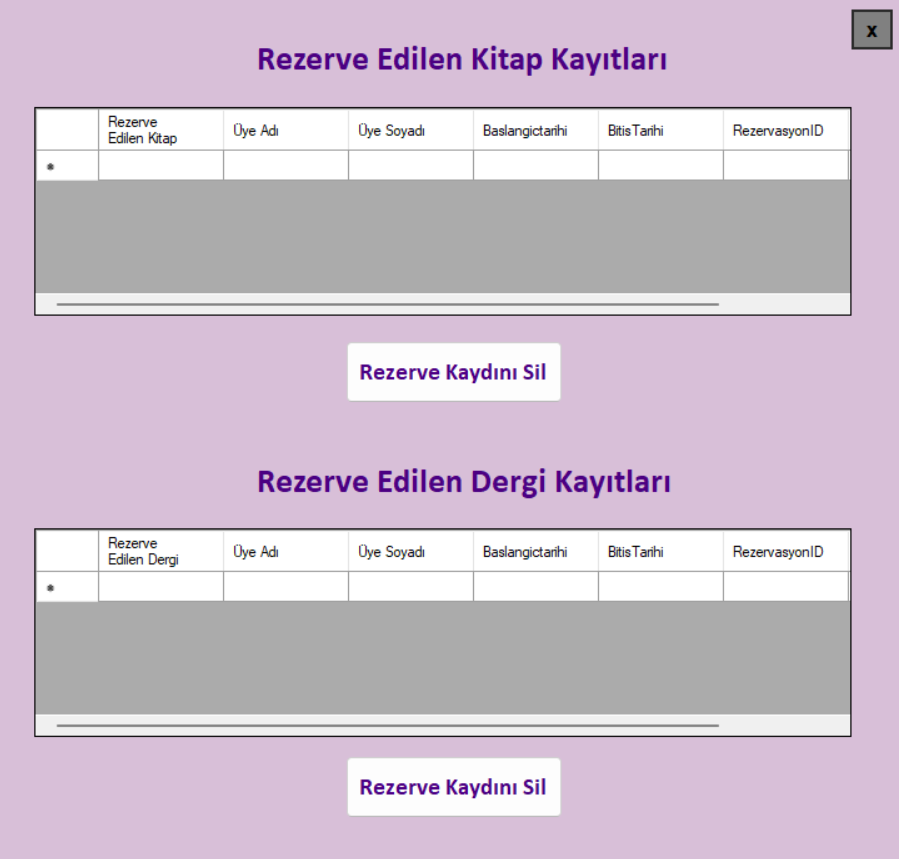 x
Rezerve Edilen Kitap Kayıtları
Rezerve
Edilen Kitap
Üye Adı
Üye Soyadı
Baslangictarihi
BitisTarihi
RezervasyonID
*
Rezerve Kaydını Sil
Rezerve Edilen Dergi Kayıtları
Rezerve
Edilen Dergi
Üye Adı
Üye Soyadı
Baslangictarihi
BitisTarihi
RezervasyonID
*
Rezerve Kaydını Sil